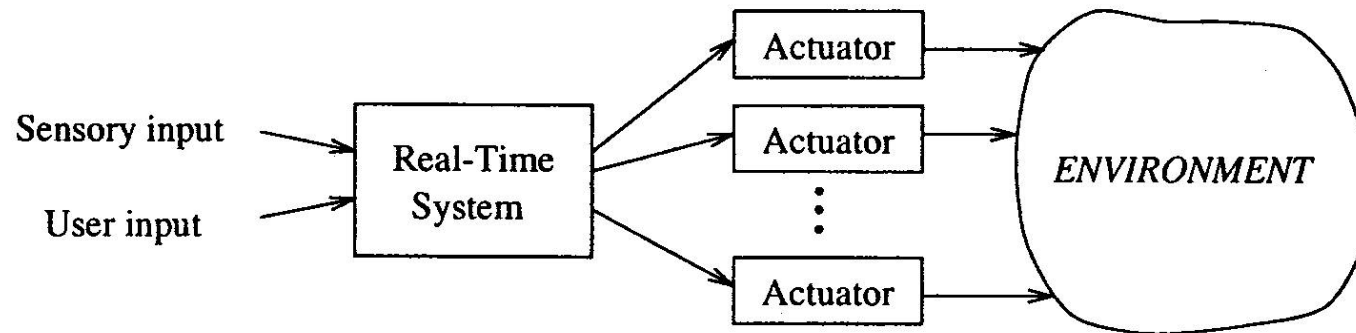 Sensory input
User input
Real-Time
System
Actuator
Actuator
Actuator
ENVIRONMENT